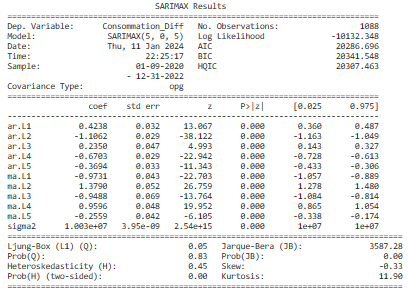 SARIMAX Results
Dep. Variable: Consommation_Diff No. Observations: 1088
Model: SARIMAX(5, 0, 5) Log Likelihood -10132.348
Date: Thu, 11 Jan 2024 AIC 20286.696
Time: 22:25:17 BIC 20341.548
Sample: 01-09-2020 HQIC 20307.463
- 12-31-2022
Covariance Type: opg
coef std err z P>|z| [0.025 0.975]
ar.L1 0.4238 0.032 13.067 0.000 0.360 0.487
ar.L2 -1.1062 0.029 -38.122 0.000 -1.163 -1.049
ar.L3 0.2350 0.047 4.993 0.000 0.143 0.327
ar.L4 -0.6703 0.029 -22.942 0.000 -0.728 -0.613
ar.L5 -0.3694 0.033 -11.343 0.000 -0.433 -0.306
ma.L1 -0.9731 0.043 -22.703 0.000 -1.057 -0.889
ma.L2 1.3790 0.052 26.759 0.000 1.278 1.480
ma.L3 -0.9488 0.069 -13.764 0.000 -1.084 -0.814
ma.L4 0.9596 0.048 19.952 0.000 0.865 1.054
ma.L5 -0.2559 0.042 -6.105 0.000 -0.338 -0.174
sigma2 1.003e+07 3.95e-09 2.54e+15 0.000 1e+07 1e+07
Ljung-Box (L1) (Q): 0.05 Jarque-Bera (JB): 3587.28
Prob(Q): 0.83 Prob(JB): 0.00
Heteroskedasticity (H): 0.45 Skew: -0.33
Prob(H) (two-sided): 0.00 Kurtosis: 11.90